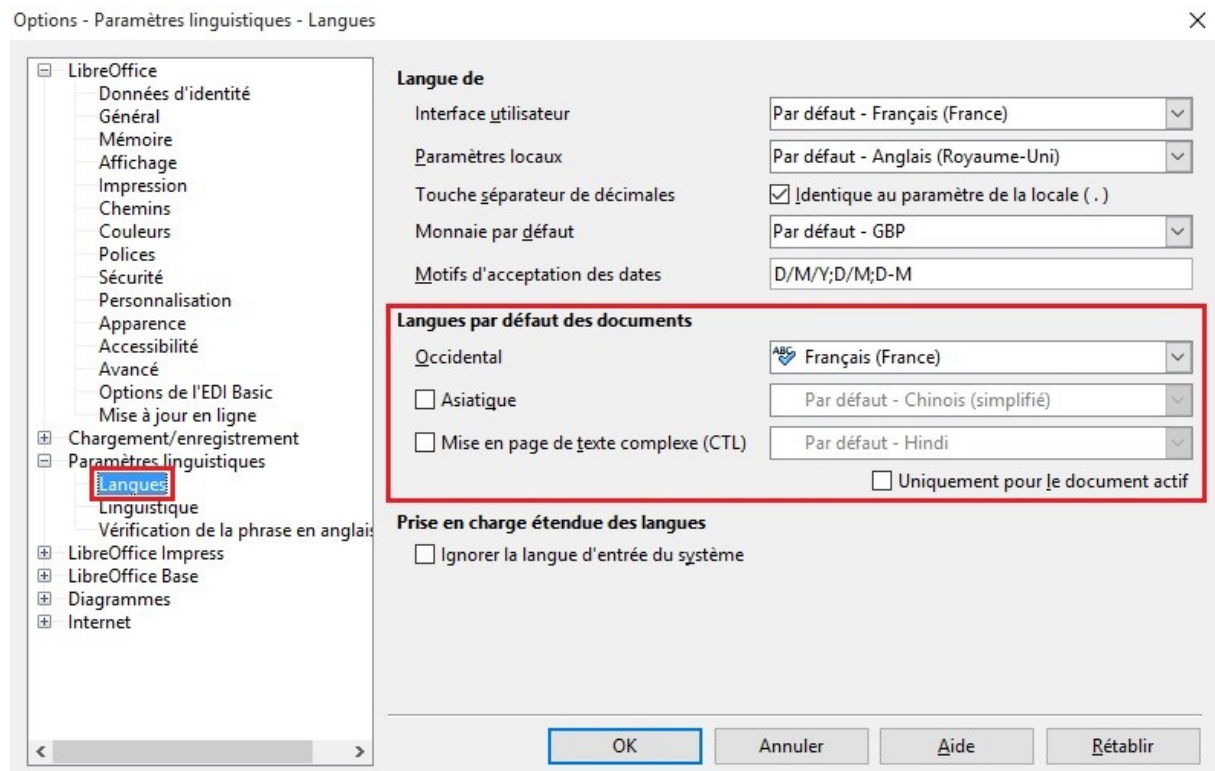 Options - Paramètres linguistiques - Langues
LibreOffice
Données d'identité
Général
Mémoire
Affichage
Impression
Chemins
Couleurs
Polices
Sécurité
Personnalisation
Apparence
Accessibilité
Avancé
Options de l'EDI Basic
Mise à jour en ligne
Chargement/enregistrement
Paramètres linguistiques
Langues
Linguistique
Vérification de la phrase en anglais
LibreOffice Impress
LibreOffice Base
Diagrammes
Internet
Langue de
Interface utilisateur Par défaut - Français (France)
Paramètres locaux Par défaut - Anglais (Royaume-Uni)
Touche séparateur de décimales Identique au paramètre de la locale ( . )
Monnaie par défaut Par défaut - GBP
Motifs d'acceptation des dates D/M/Y;D/M;D-M
Langues par défaut des documents
Occidental ABC Français (France)
Asiatique Par défaut - Chinois (simplifié)
Mise en page de texte complexe (CTL) Par défaut - Hindi
Uniquement pour le document actif
Prise en charge étendue des langues
Ignorer la langue d'entrée du système
OK Annuler Aide Rétablir